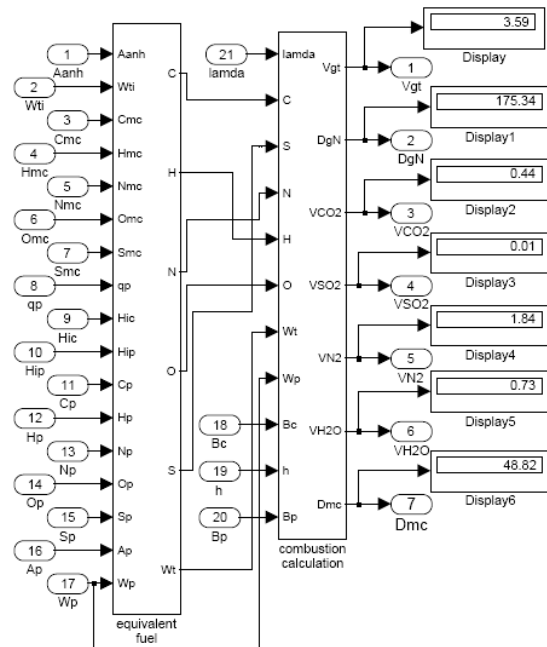 1
Aanh
2
Wti
3
Cmc
4
Hmc
5
Nmc
6
Omc
7
Smc
8
qp
9
Hic
10
Hip
11
Cp
12
Hp
13
Np
14
Op
15
Sp
16
Ap
17
Wp
Aanh
Wti
Cmc
Hmc
Nmc
Omc
Smc
qp
Hic
Hip
Cp
Hp
Np
Op
Sp
Ap
Wp
C
H
N
O
S
Wt
equivalent
fuel
21
lamda
18
Bc
19
h
20
Bp
lamda
C
S
N
H
O
Wt
Wp
Bc
h
Bp
Vgt
DgN
VCO2
VSO2
VN2
VH2O
Dmc
combustion
calculation
3.59
Display
1
Vgt
175.34
Display1
2
DgN
0.44
Display2
3
VCO2
0.01
Display3
4
VSO2
1.84
Display4
5
VN2
0.73
Display5
6
VH2O
48.82
Display6
7
Dmc